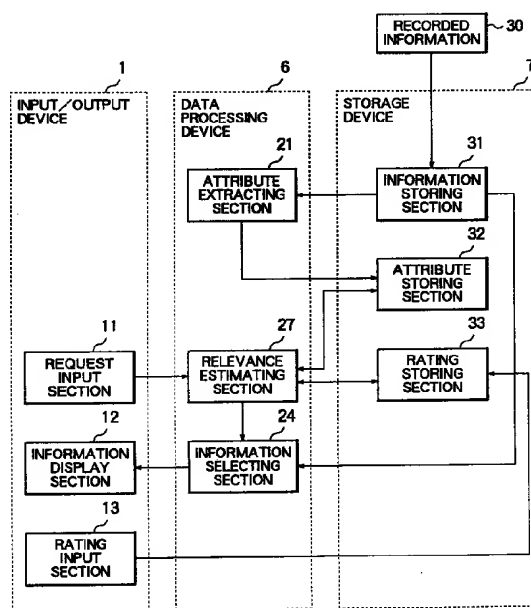 RECORDED
INFORMATION
30
1
6
7
INPUT/OUTPUT
DEVICE
DATA
PROCESSING
DEVICE
STORAGE
DEVICE
21
ATTRIBUTE
EXTRACTING
SECTION
31
INFORMATION
STORING
SECTION
32
ATTRIBUTE
STORING
SECTION
11
REQUEST
INPUT
SECTION
27
RELEVANCE
ESTIMATING
SECTION
33
RATING
STORING
SECTION
12
INFORMATION
DISPLAY
SECTION
24
INFORMATION
SELECTING
SECTION
13
RATING
INPUT
SECTION